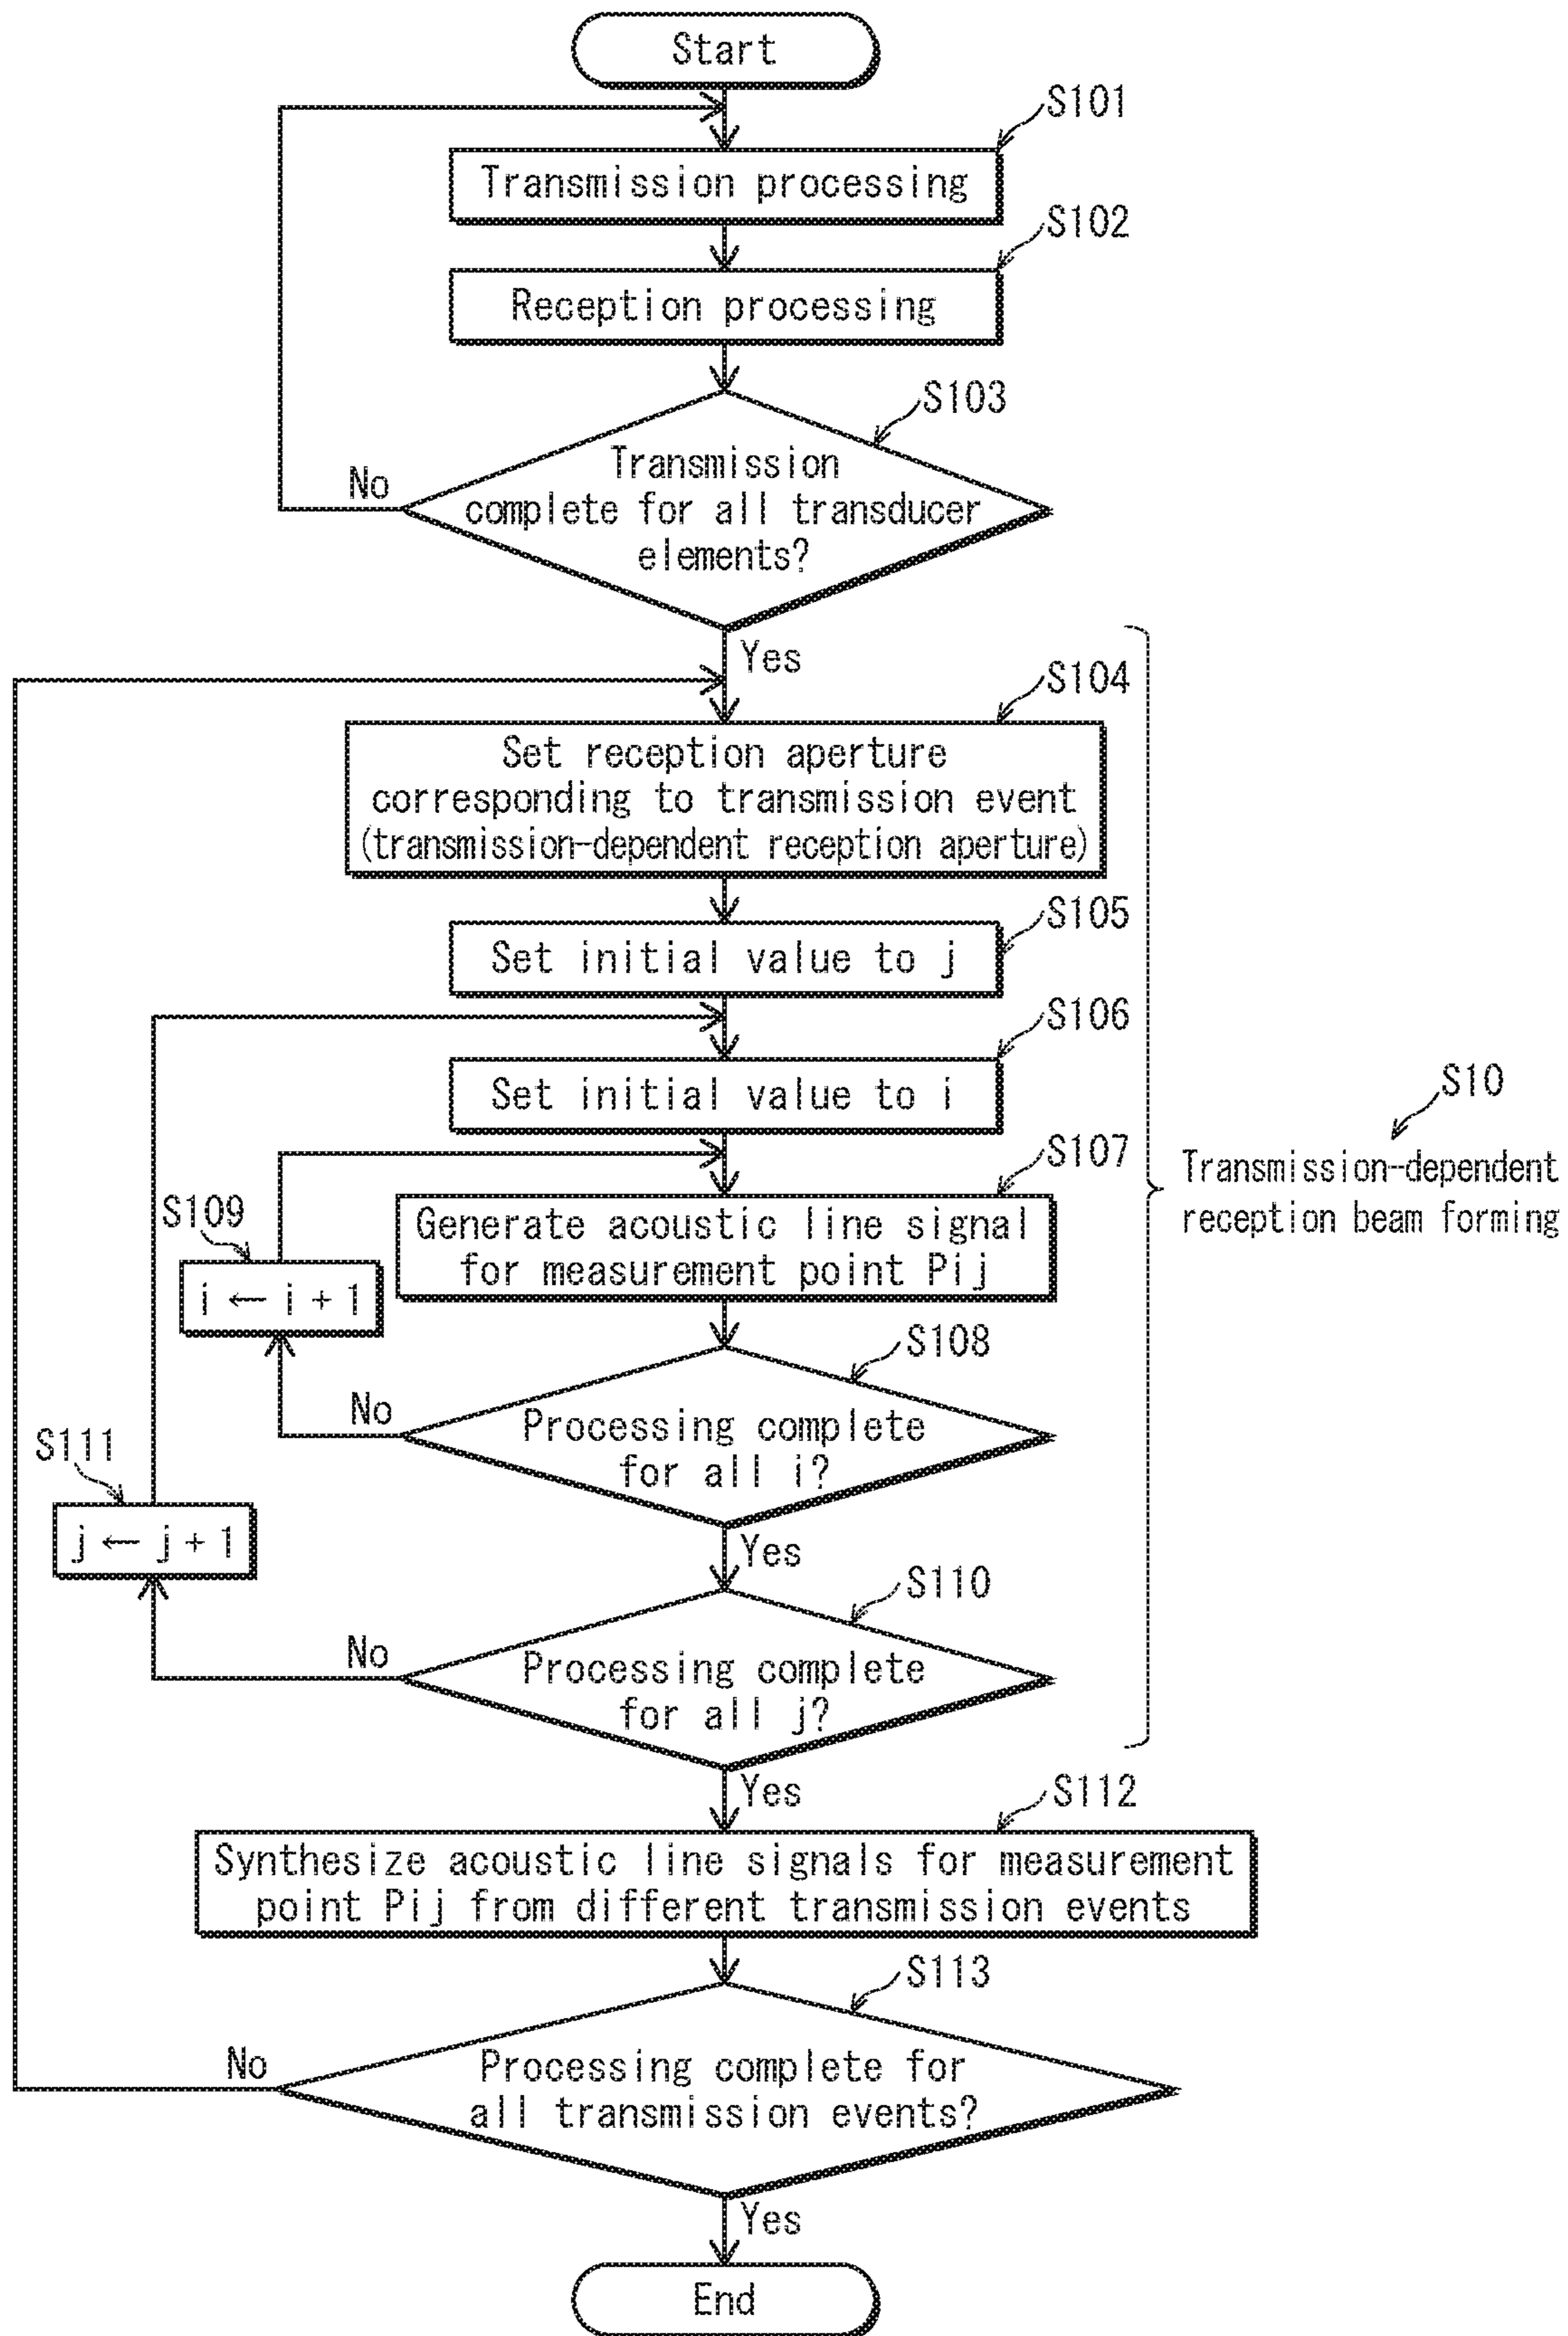 Start
S101
Transmission processing
S102
Reception processing
S103
Transmission
complete for all transducer
elements?
No
Yes
S104
Set reception aperture
corresponding to transmission event
(transmission-dependent reception aperture)
S105
Set initial value to j
S106
Set initial value to i
S10
Transmission-dependent
reception beam forming
S107
Generate acoustic line signal
for measurement point Pij
S109
i ← i + 1
S108
Processing complete
for all i?
No
Yes
S111
j ← j + 1
S110
Processing complete
for all j?
No
Yes
S112
Synthesize acoustic line signals for measurement
point Pij from different transmission events
S113
Processing complete for
all transmission events?
No
Yes
End